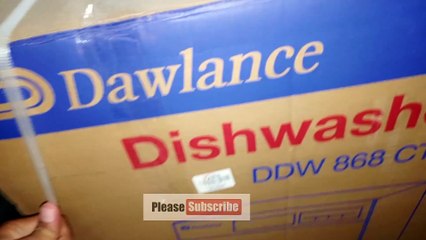 Dawlance
Dishwash
DDW 868 CT
Please Subscribe